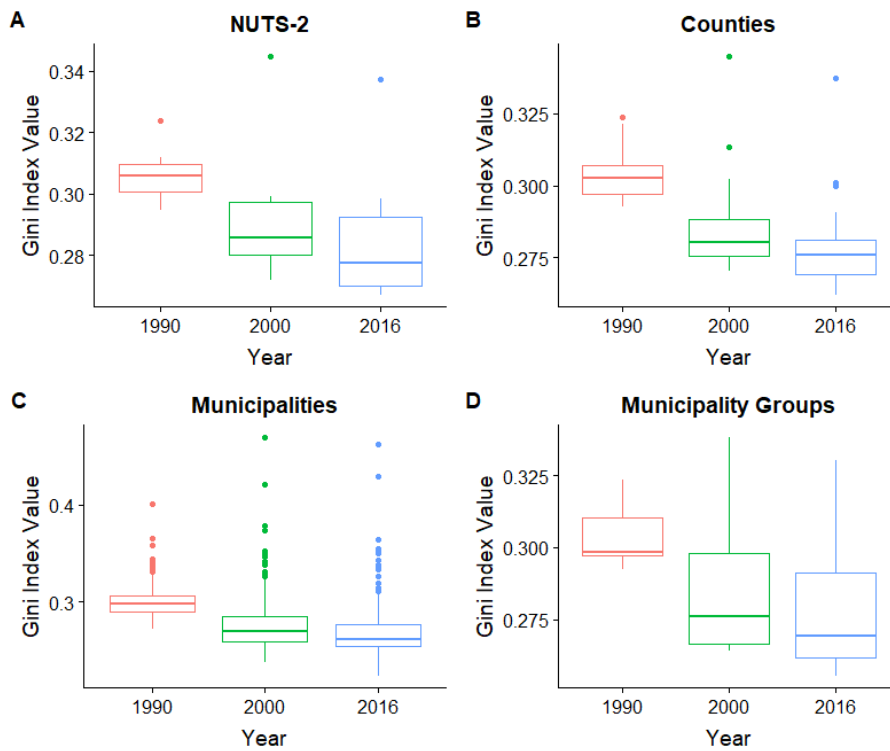 A
NUTS-2
Gini Index Value
0.34
0.32
0.30
0.28
1990 2000 2016
Year
B
Counties
Gini Index Value
0.325
0.300
0.275
1990 2000 2016
Year
C
Municipalities
Gini Index Value
0.4
0.3
1990 2000 2016
Year
D
Municipality Groups
Gini Index Value
0.325
0.300
0.275
1990 2000 2016
Year